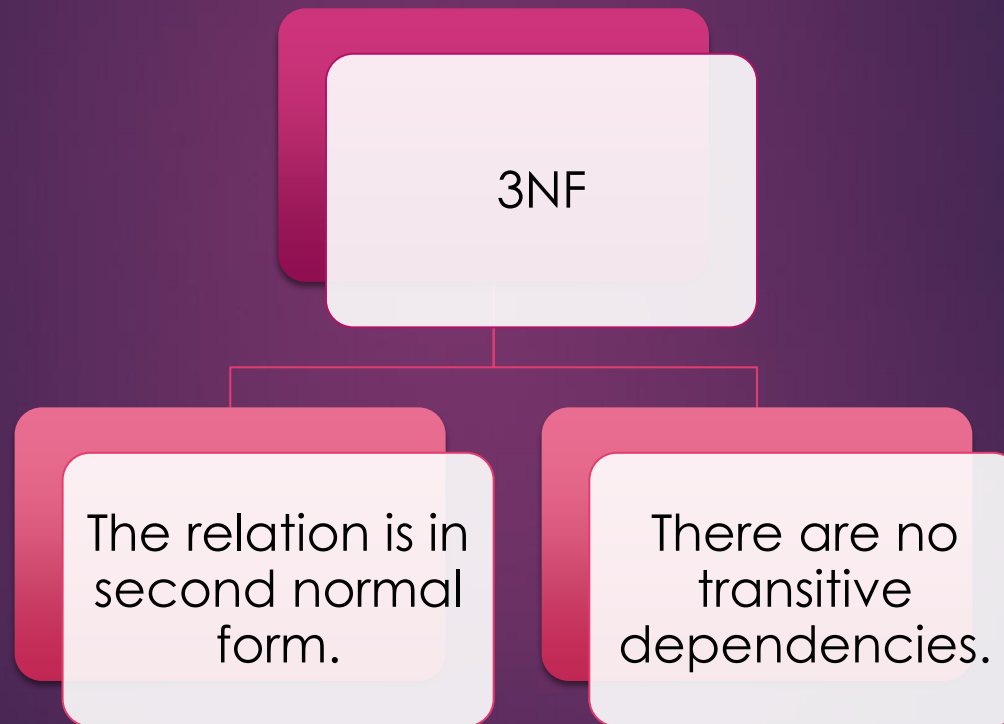 3NF
The relation is in
second normal
form.
There are no
transitive
dependencies.